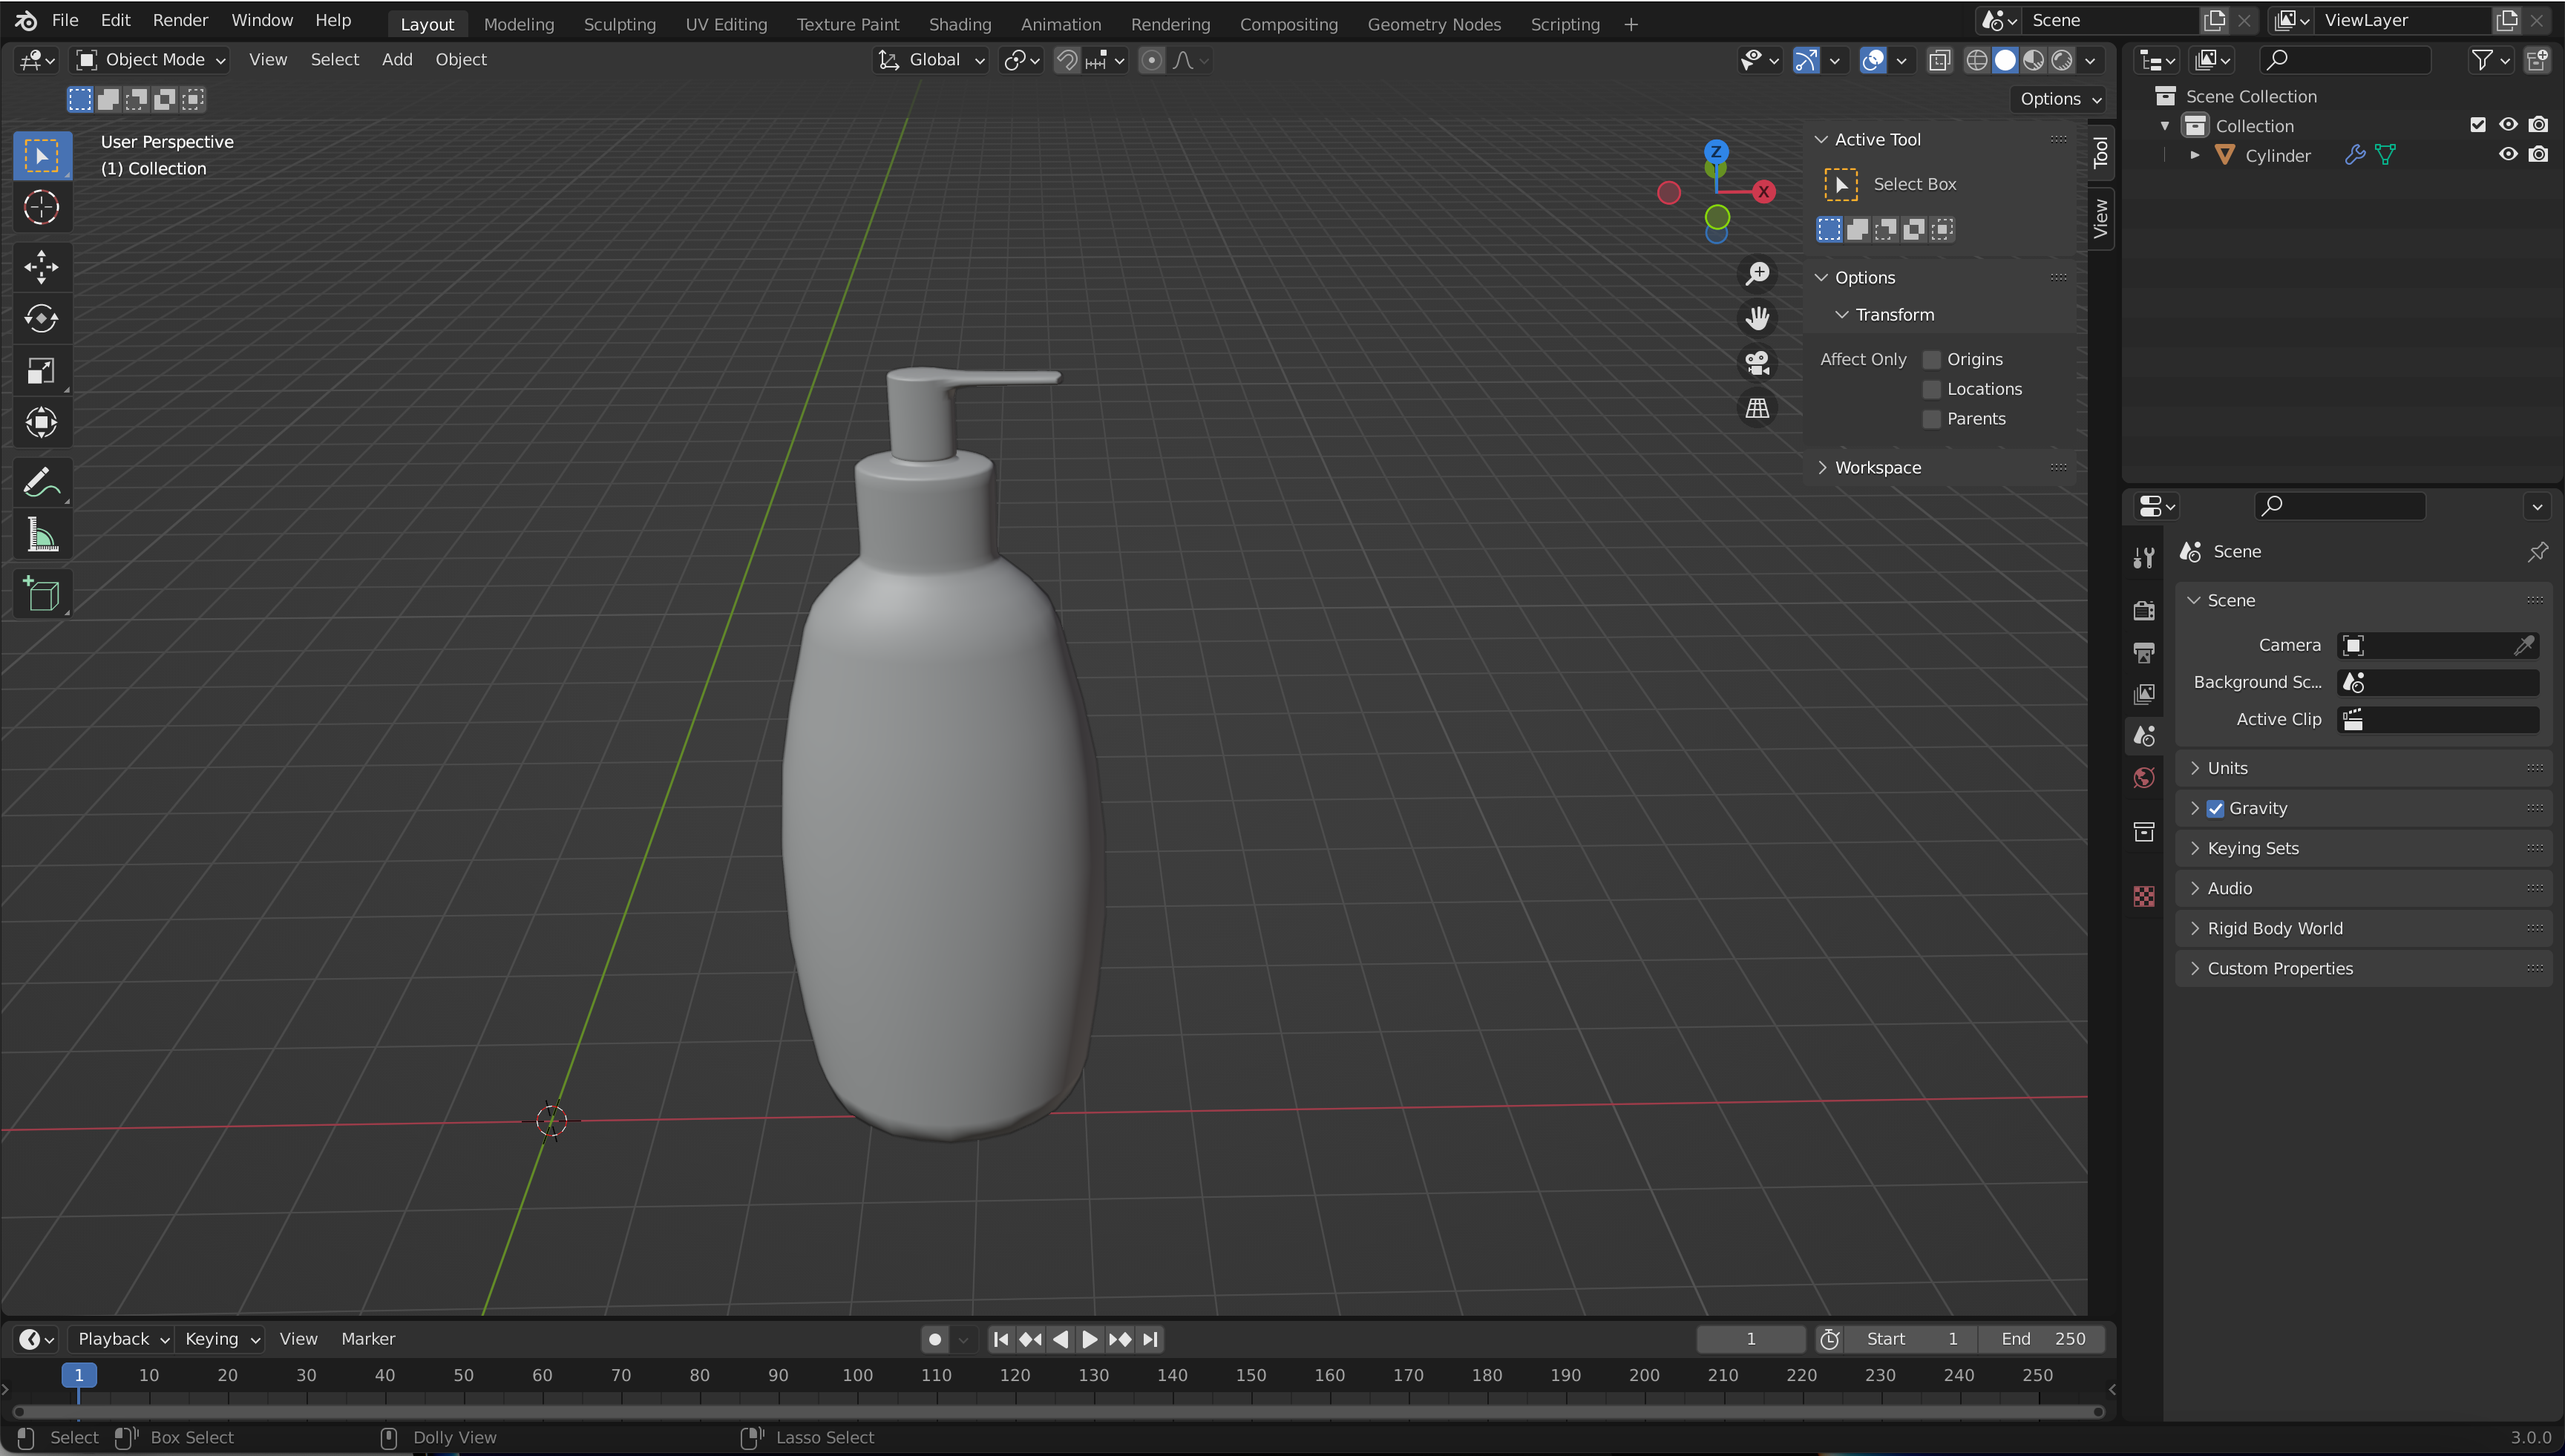 File Edit Render Window Help Layout Modeling Sculpting UV Editing Texture Paint Shading Animation Rendering Compositing Geometry Nodes Scripting + Scene ViewLayer
Object Mode View Select Add Object Global
Options
User Perspective
(1) Collection
Z
X
Active Tool
Select Box
Options
Transform
Affect Only Origins
Locations
Parents
Workspace
Tool
View
Scene Collection
Collection
Cylinder
Scene
Scene
Camera
Background Sc...
Active Clip
Units
Gravity
Keying Sets
Audio
Rigid Body World
Custom Properties
Playback Keying View Marker 1 Start 1 End 250
1 10 20 30 40 50 60 70 80 90 100 110 120 130 140 150 160 170 180 190 200 210 220 230 240 250
Select Box Select Dolly View Lasso Select 3.0.0